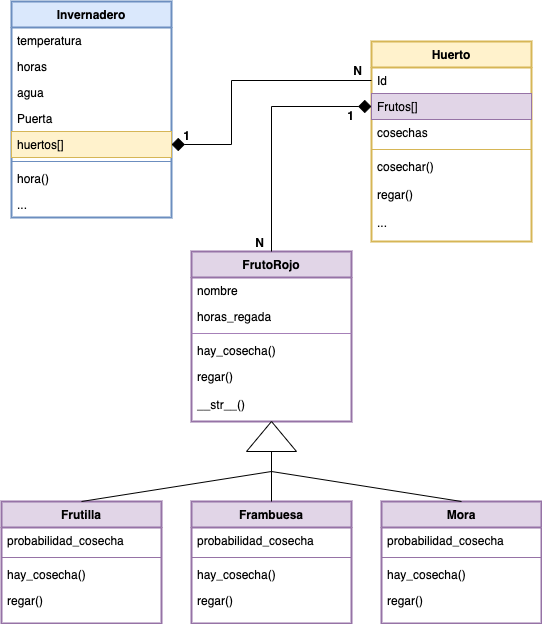 Invernadero
temperatura
horas
agua
Puerta
huertos[]
1
hora()
...
N
Huerto
Id
Frutos[]
1
cosechas
cosechar()
regar()
...
N
FrutoRojo
nombre
horas_regada
hay_cosecha()
regar()
__str__()
Frutilla
probabilidad_cosecha
hay_cosecha()
regar()
Frambuesa
probabilidad_cosecha
hay_cosecha()
regar()
Mora
probabilidad_cosecha
hay_cosecha()
regar()